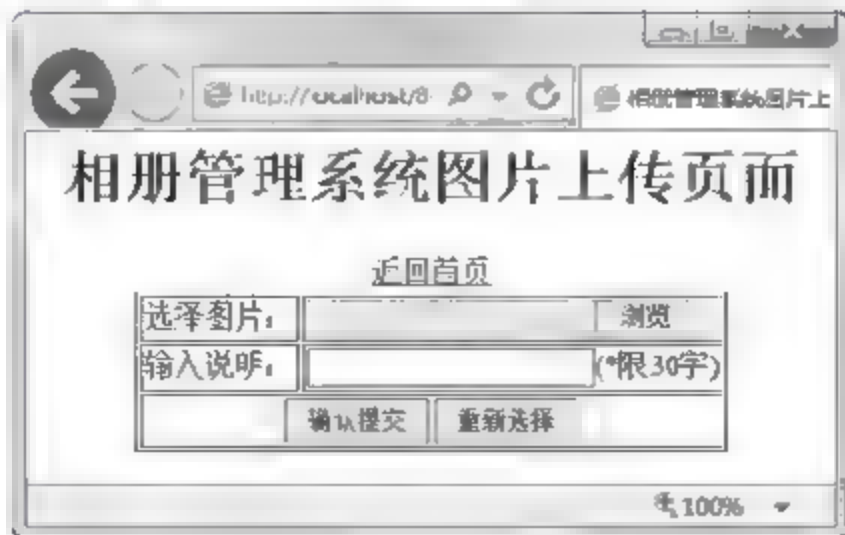 http://localhost/8
相册管理系统图片上
相册管理系统图片上传页面
返回首页
选择图片：
浏览
输入说明：
(*限30字)
确认提交 重新选择
100%